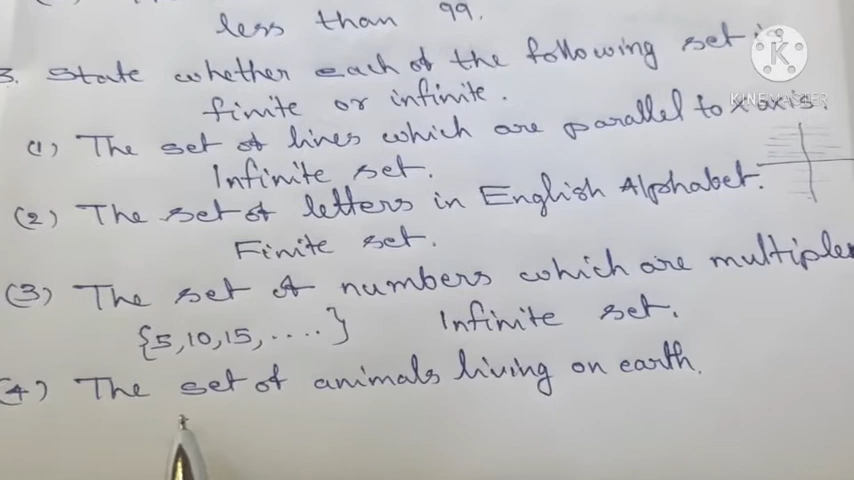 less than 99.
3. State whether each of the following set is
finite or infinite.
(1) The set of lines which are parallel to x axis.
Infinite set.
(2) The set of letters in English Alphabet.
Finite set.
(3) The set of numbers which are multiples
{5,10,15,....} Infinite set.
(4) The set of animals living on earth.
K
KINEMASTER